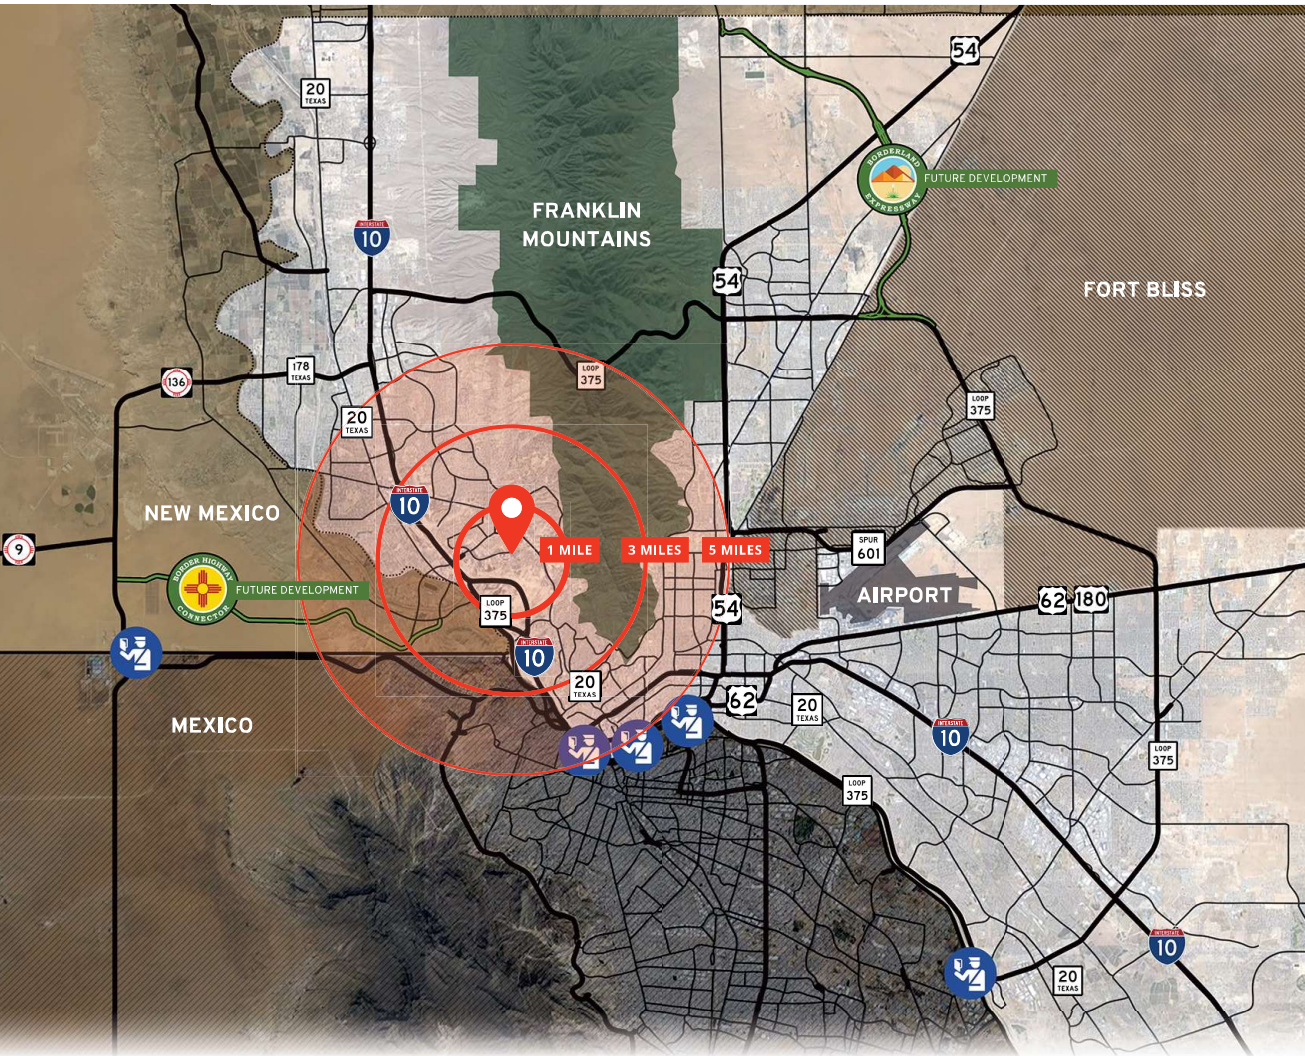 54
20
TEXAS
BORDERLAND
EXPRESSWAY
FUTURE DEVELOPMENT
FRANKLIN
MOUNTAINS
INTERSTATE
10
54
FORT BLISS
178
TEXAS
136
LOOP
375
LOOP
375
20
TEXAS
INTERSTATE
10
NEW MEXICO
9
1 MILE
3 MILES
5 MILES
SPUR
601
BORDER HIGHWAY
CONNECTOR
FUTURE DEVELOPMENT
AIRPORT
62
180
LOOP
375
54
INTERSTATE
10
20
TEXAS
62
20
TEXAS
MEXICO
INTERSTATE
10
LOOP
375
LOOP
375
INTERSTATE
10
20
TEXAS